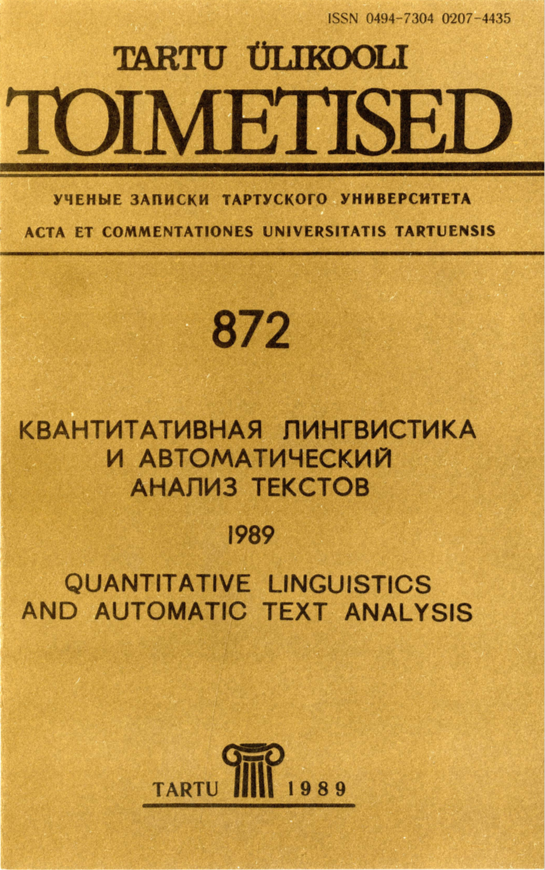 ISSN 0494-7304 0207-4435
TARTU ÜLIKOOLI
TOIMETISED
УЧЕНЫЕ ЗАПИСКИ ТАРТУСКОГО УНИВЕРСИТЕТА
ACTA ET COMMENTATIONES UNIVERSITATIS TARTUENSIS
872
КВАНТИТАТИВНАЯ ЛИНГВИСТИКА
И АВТОМАТИЧЕСКИЙ
АНАЛИЗ ТЕКСТОВ
1989
QUANTITATIVE LINGUISTICS
AND AUTOMATIC TEXT ANALYSIS
TARTU 1989